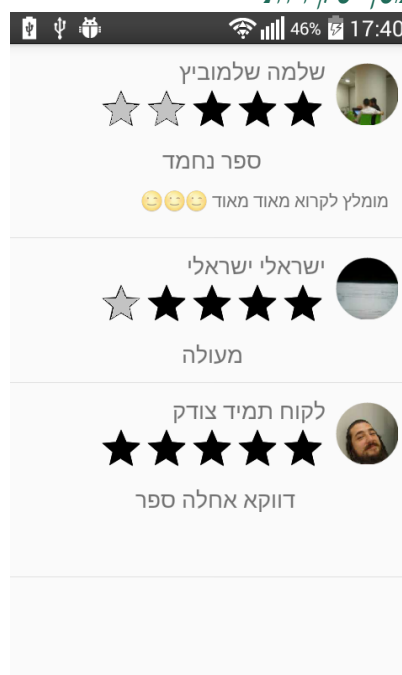 46% 17:40
שלמה שלמוביץ
ספר נחמד
מומלץ לקרוא מאוד מאוד 😊😊😊
ישראלי ישראלי
מעולה
לקוח תמיד צודק
דווקא אחלה ספר